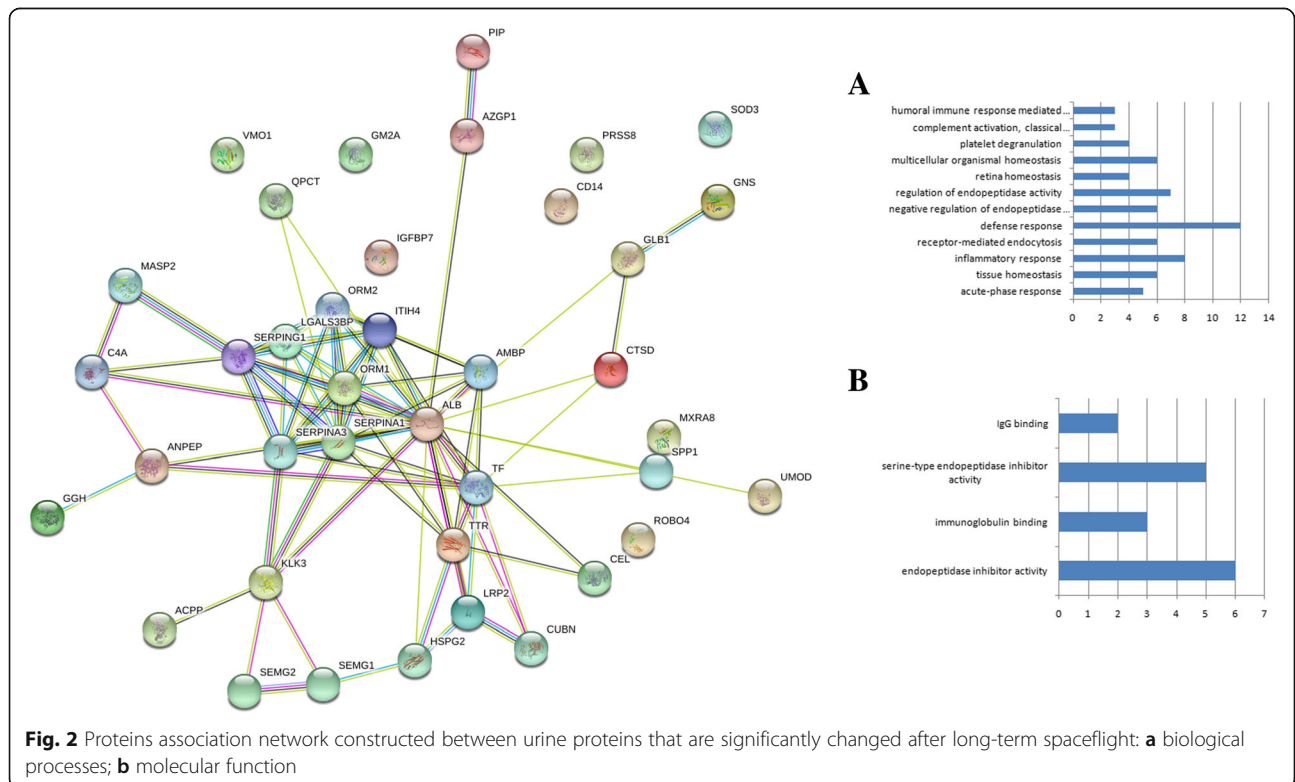 PIP
AZGP1
SOD3
VMO1
GM2A
PRSS8
QPCT
CD14
GNS
IGFBP7
GLB1
MASP2
ORM2
ITIH4
LGALS3BP
SERPING1
AMBP
CTSD
C4A
ORM1
ALB
MXRA8
SERPINA1
SERPINA3
SPP1
ANPEP
TF
UMOD
GGH
ROBO4
TTR
KLK3
CEL
LRP2
ACPP
CUBN
HSPG2
SEMG1
SEMG2
A
humoral immune response mediated ...
complement activation, classical ...
platelet degranulation
multicellular organismal homeostasis
retina homeostasis
regulation of endopeptidase activity
negative regulation of endopeptidase ...
defense response
receptor-mediated endocytosis
inflammatory response
tissue homeostasis
acute-phase response
0 2 4 6 8 10 12 14
B
IgG binding
serine-type endopeptidase inhibitor
activity
immunoglobulin binding
endopeptidase inhibitor activity
0 1 2 3 4 5 6 7
Fig. 2 Proteins association network constructed between urine proteins that are significantly changed after long-term spaceflight: a biological
processes; b molecular function